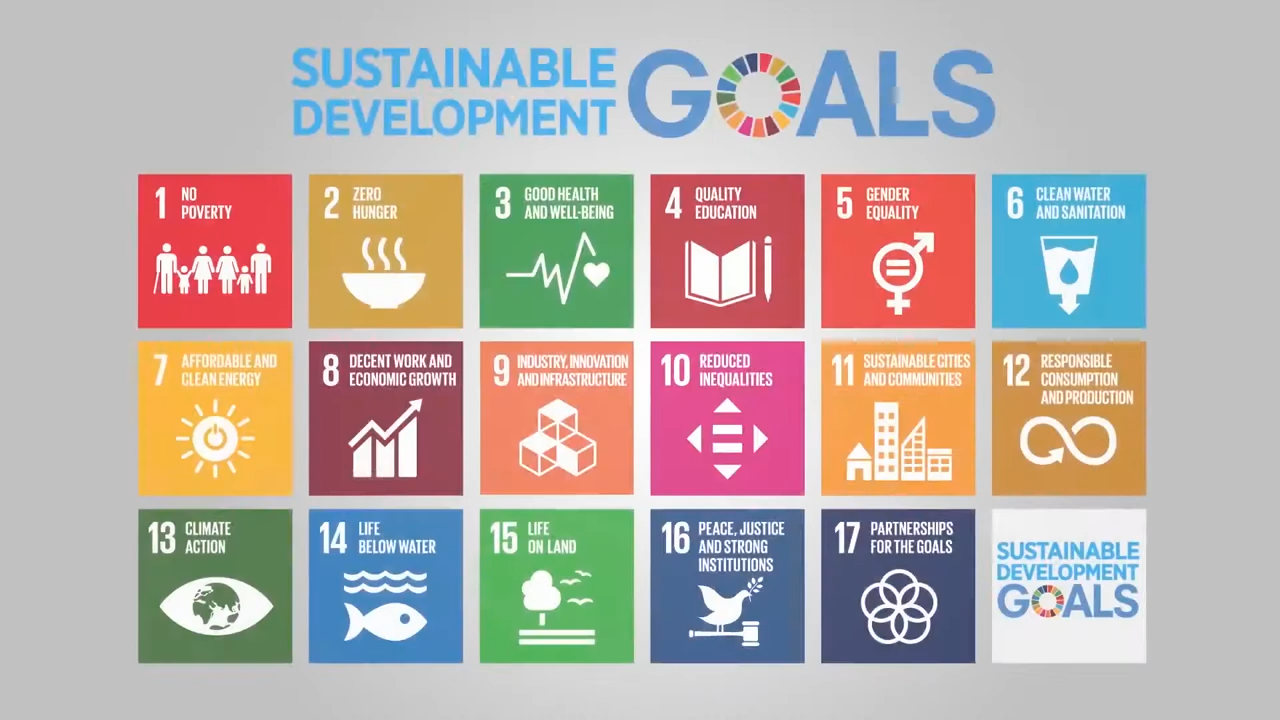 SUSTAINABLE
DEVELOPMENT
GOALS
1 NO
POVERTY
2 ZERO
HUNGER
3 GOOD HEALTH
AND WELL-BEING
4 QUALITY
EDUCATION
5 GENDER
EQUALITY
6 CLEAN WATER
AND SANITATION
7 AFFORDABLE AND
CLEAN ENERGY
8 DECENT WORK AND
ECONOMIC GROWTH
9 INDUSTRY, INNOVATION
AND INFRASTRUCTURE
10 REDUCED
INEQUALITIES
11 SUSTAINABLE CITIES
AND COMMUNITIES
12 RESPONSIBLE
CONSUMPTION
AND PRODUCTION
13 CLIMATE
ACTION
14 LIFE
BELOW WATER
15 LIFE
ON LAND
16 PEACE, JUSTICE
AND STRONG
INSTITUTIONS
17 PARTNERSHIPS
FOR THE GOALS
SUSTAINABLE
DEVELOPMENT
GOALS